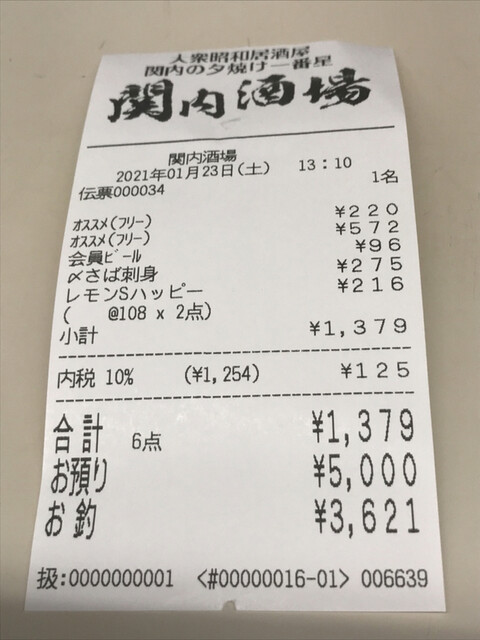 大衆昭和居酒屋
関内の夕焼け一番星
関内酒場
関内酒場
2021年01月23日(土) 13:10
伝票000034 1名
ｵｽｽﾒ(ﾌﾘｰ) ¥220
ｵｽｽﾒ(ﾌﾘｰ) ¥572
会員ﾋﾞｰﾙ ¥96
〆さば刺身 ¥275
レモンSハッピー ¥216
( @108 x 2点)
小計 ¥1,379
内税 10% (¥1,254) ¥125
合計 6点 ¥1,379
お預り ¥5,000
お釣 ¥3,621
扱:0000000001 <#00000016-01> 006639